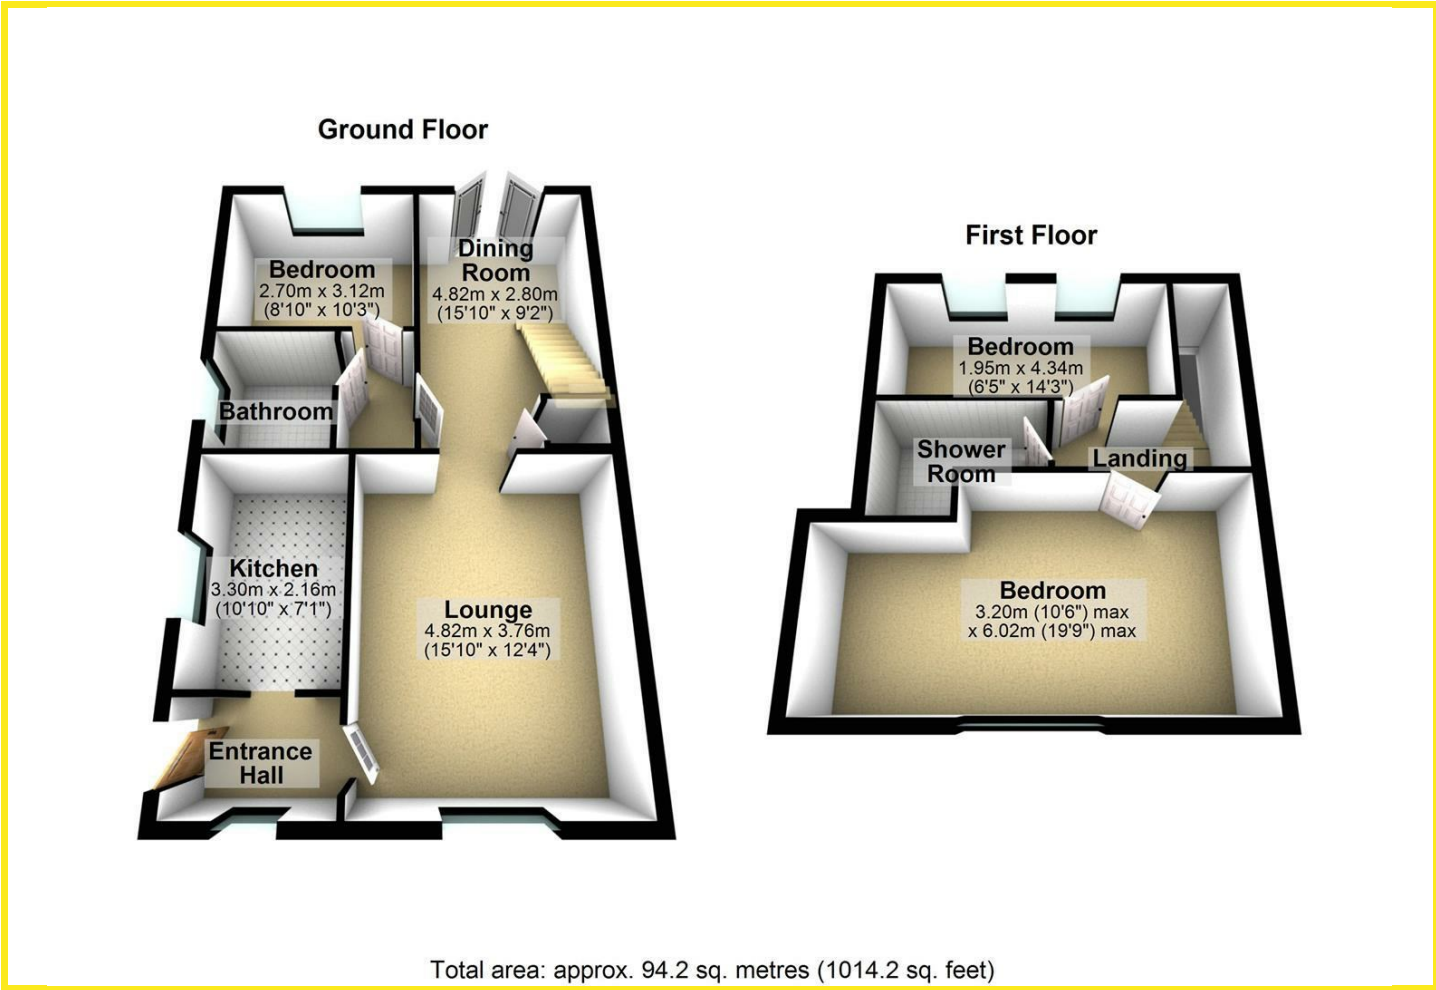 Ground Floor
Bedroom
2.70m x 3.12m
(8'10" x 10'3")
Dining
Room
4.82m x 2.80m
(15'10" x 9'2")
Bathroom
Kitchen
3.30m x 2.16m
(10'10" x 7'1")
Lounge
4.82m x 3.76m
(15'10" x 12'4")
Entrance
Hall
First Floor
Bedroom
1.95m x 4.34m
(6'5" x 14'3")
Shower
Room
Landing
Bedroom
3.20m (10'6") max
x 6.02m (19'9") max
Total area: approx. 94.2 sq. metres (1014.2 sq. feet)